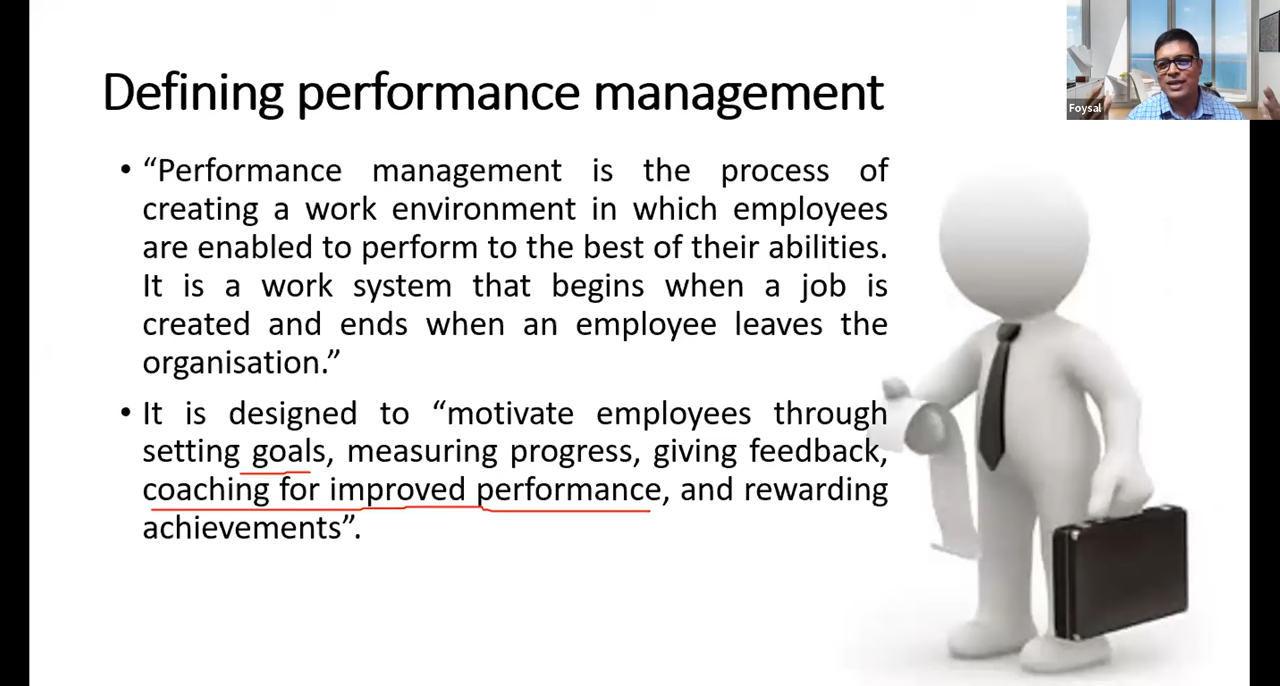 Defining performance management
Foysal
• “Performance management is the process of
creating a work environment in which employees
are enabled to perform to the best of their abilities.
It is a work system that begins when a job is
created and ends when an employee leaves the
organisation.”
• It is designed to “motivate employees through
setting goals, measuring progress, giving feedback,
coaching for improved performance, and rewarding
achievements”.